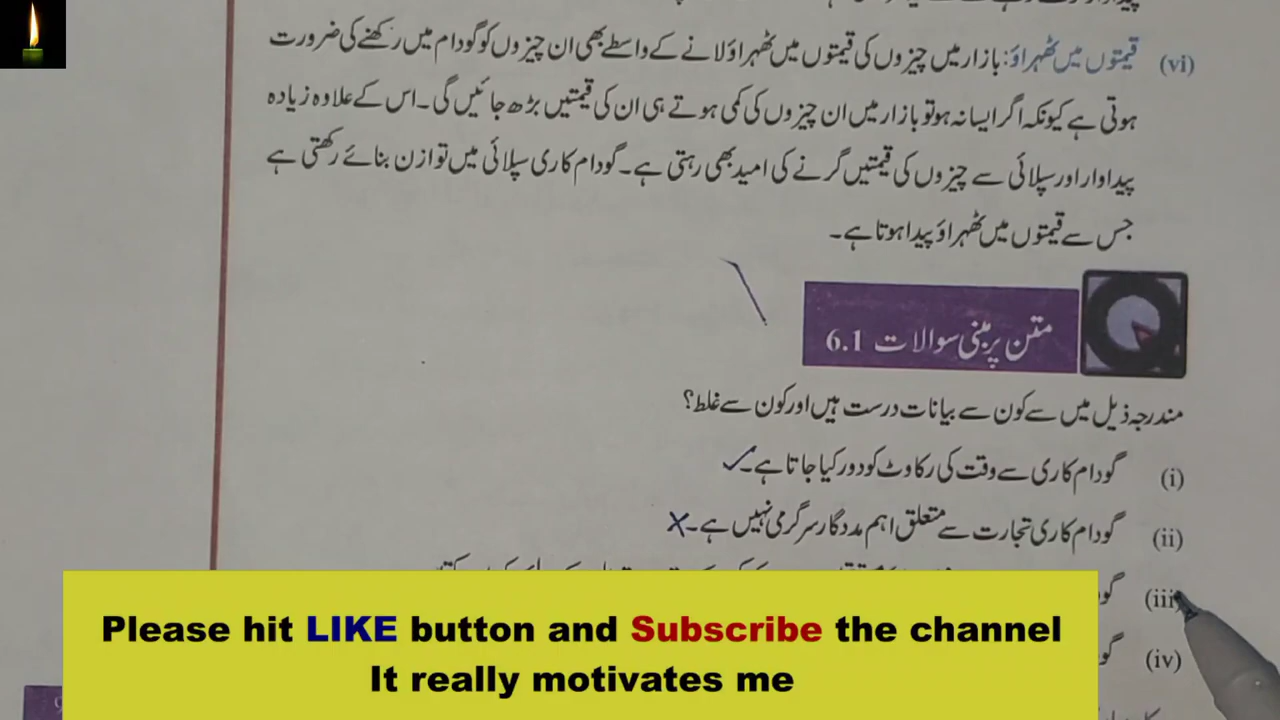 (vi) قیمتوں میں ٹھہراؤ: بازار میں چیزوں کی قیمتوں میں ٹھہراؤ لانے کے واسطے بھی ان چیزوں کو گودام میں رکھنے کی ضرورت
ہوتی ہے کیونکہ اگر ایسا نہ ہو تو بازار میں ان چیزوں کی کمی ہوتے ہی ان کی قیمتیں بڑھ جائیں گی۔ اس کے علاوہ زیادہ
پیداوار اور سپلائی سے چیزوں کی قیمتیں گرنے کی امید بھی رہتی ہے۔ گودام کاری سپلائی میں توازن بنائے رکھتی ہے
جس سے قیمتوں میں ٹھہراؤ پیدا ہوتا ہے۔
متن پر مبنی سوالات 6.1
مندرجہ ذیل میں سے کون سے بیانات درست ہیں اور کون سے غلط؟
(i) گودام کاری سے وقت کی رکاوٹ کو دور کیا جاتا ہے۔ ✓
(ii) گودام کاری تجارت سے متعلق اہم مددگار سرگرمی نہیں ہے۔ ×
(iii)
(iv)
Please hit LIKE button and Subscribe the channel
It really motivates me